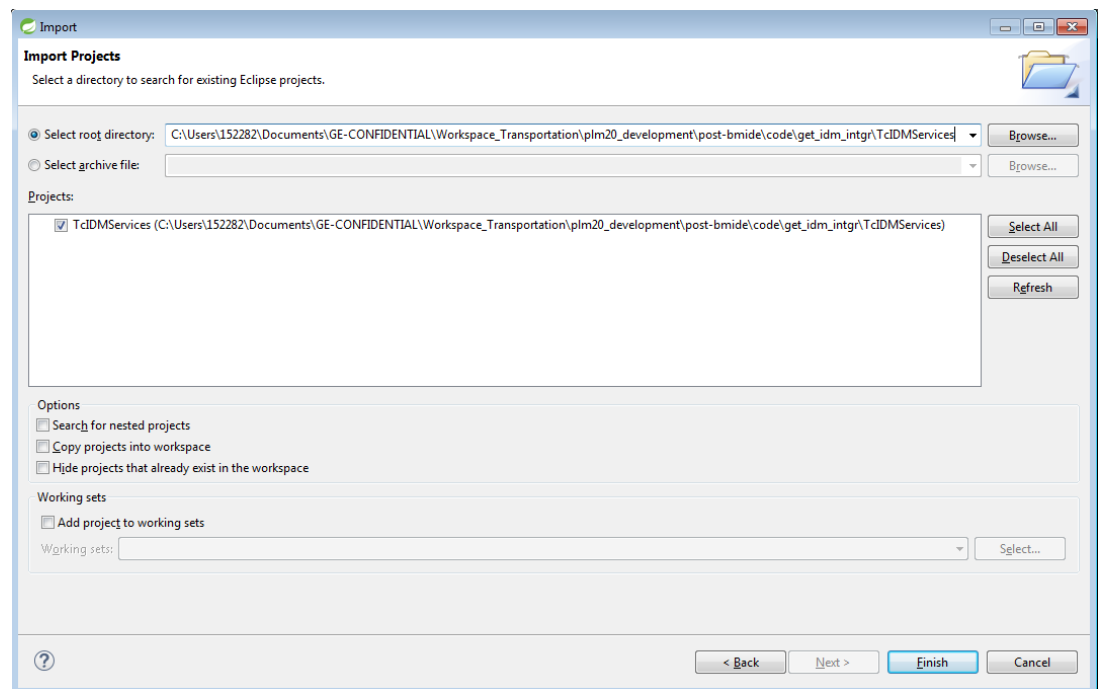 Import
Import Projects
Select a directory to search for existing Eclipse projects.
Select root directory: C:\Users\152282\Documents\GE-CONFIDENTIAL\Workspace_Transportation\plm20_development\post-bmide\code\get_idm_intgr\TcIDMServices Browse...
Select archive file: Browse...
Projects:
TcIDMServices (C:\Users\152282\Documents\GE-CONFIDENTIAL\Workspace_Transportation\plm20_development\post-bmide\code\get_idm_intgr\TcIDMServices)
Select All
Deselect All
Refresh
Options
Search for nested projects
Copy projects into workspace
Hide projects that already exist in the workspace
Working sets
Add project to working sets
Working sets: Select...
? < Back Next > Finish Cancel